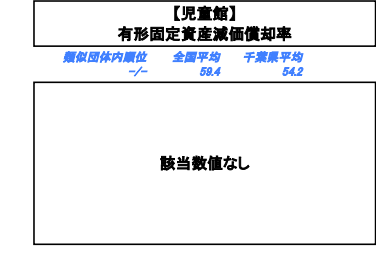 【児童館】
有形固定資産減価償却率
類似団体内順位 全国平均 千葉県平均
-/- 59.4 54.2
該当数値なし